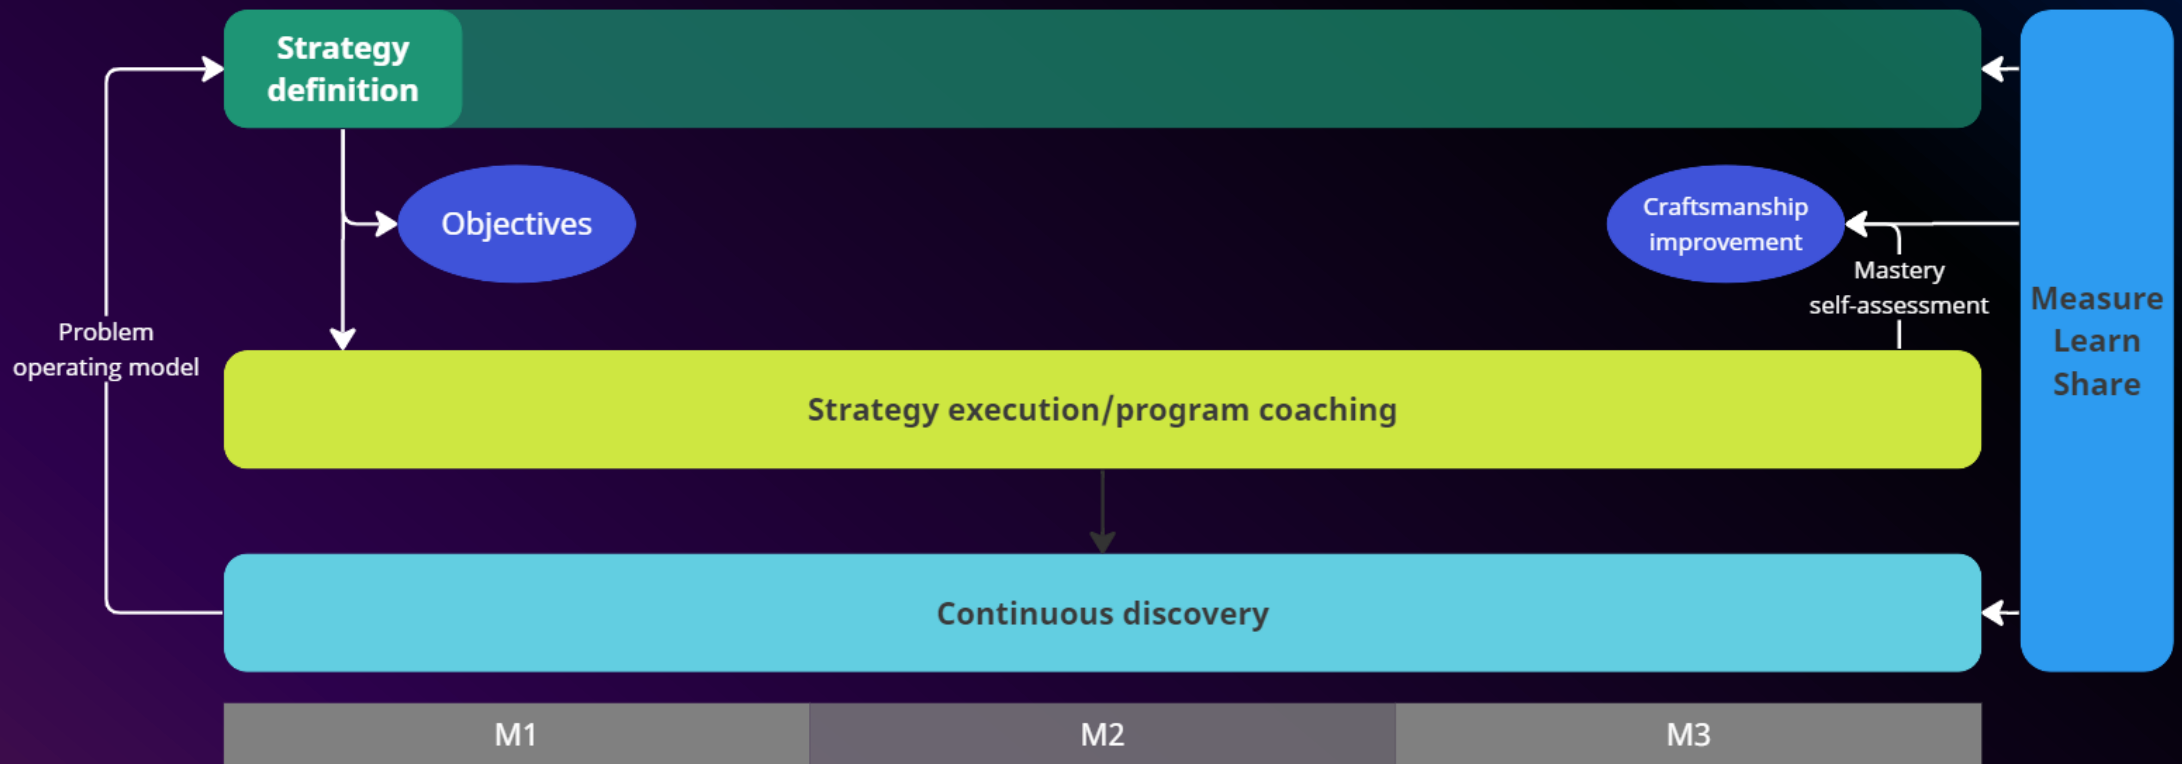 Strategy
definition
Objectives
Craftsmanship
improvement
Mastery
self-assessment
Problem
operating model
Measure
Learn
Share
Strategy execution/program coaching
Continuous discovery
M1
M2
M3